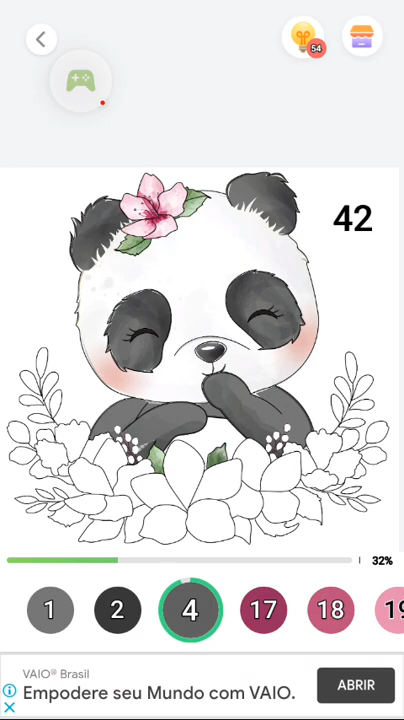 54
42
32%
1 2 4 17 18 19
VAIO® Brasil
Empodere seu Mundo com VAIO.
ABRIR